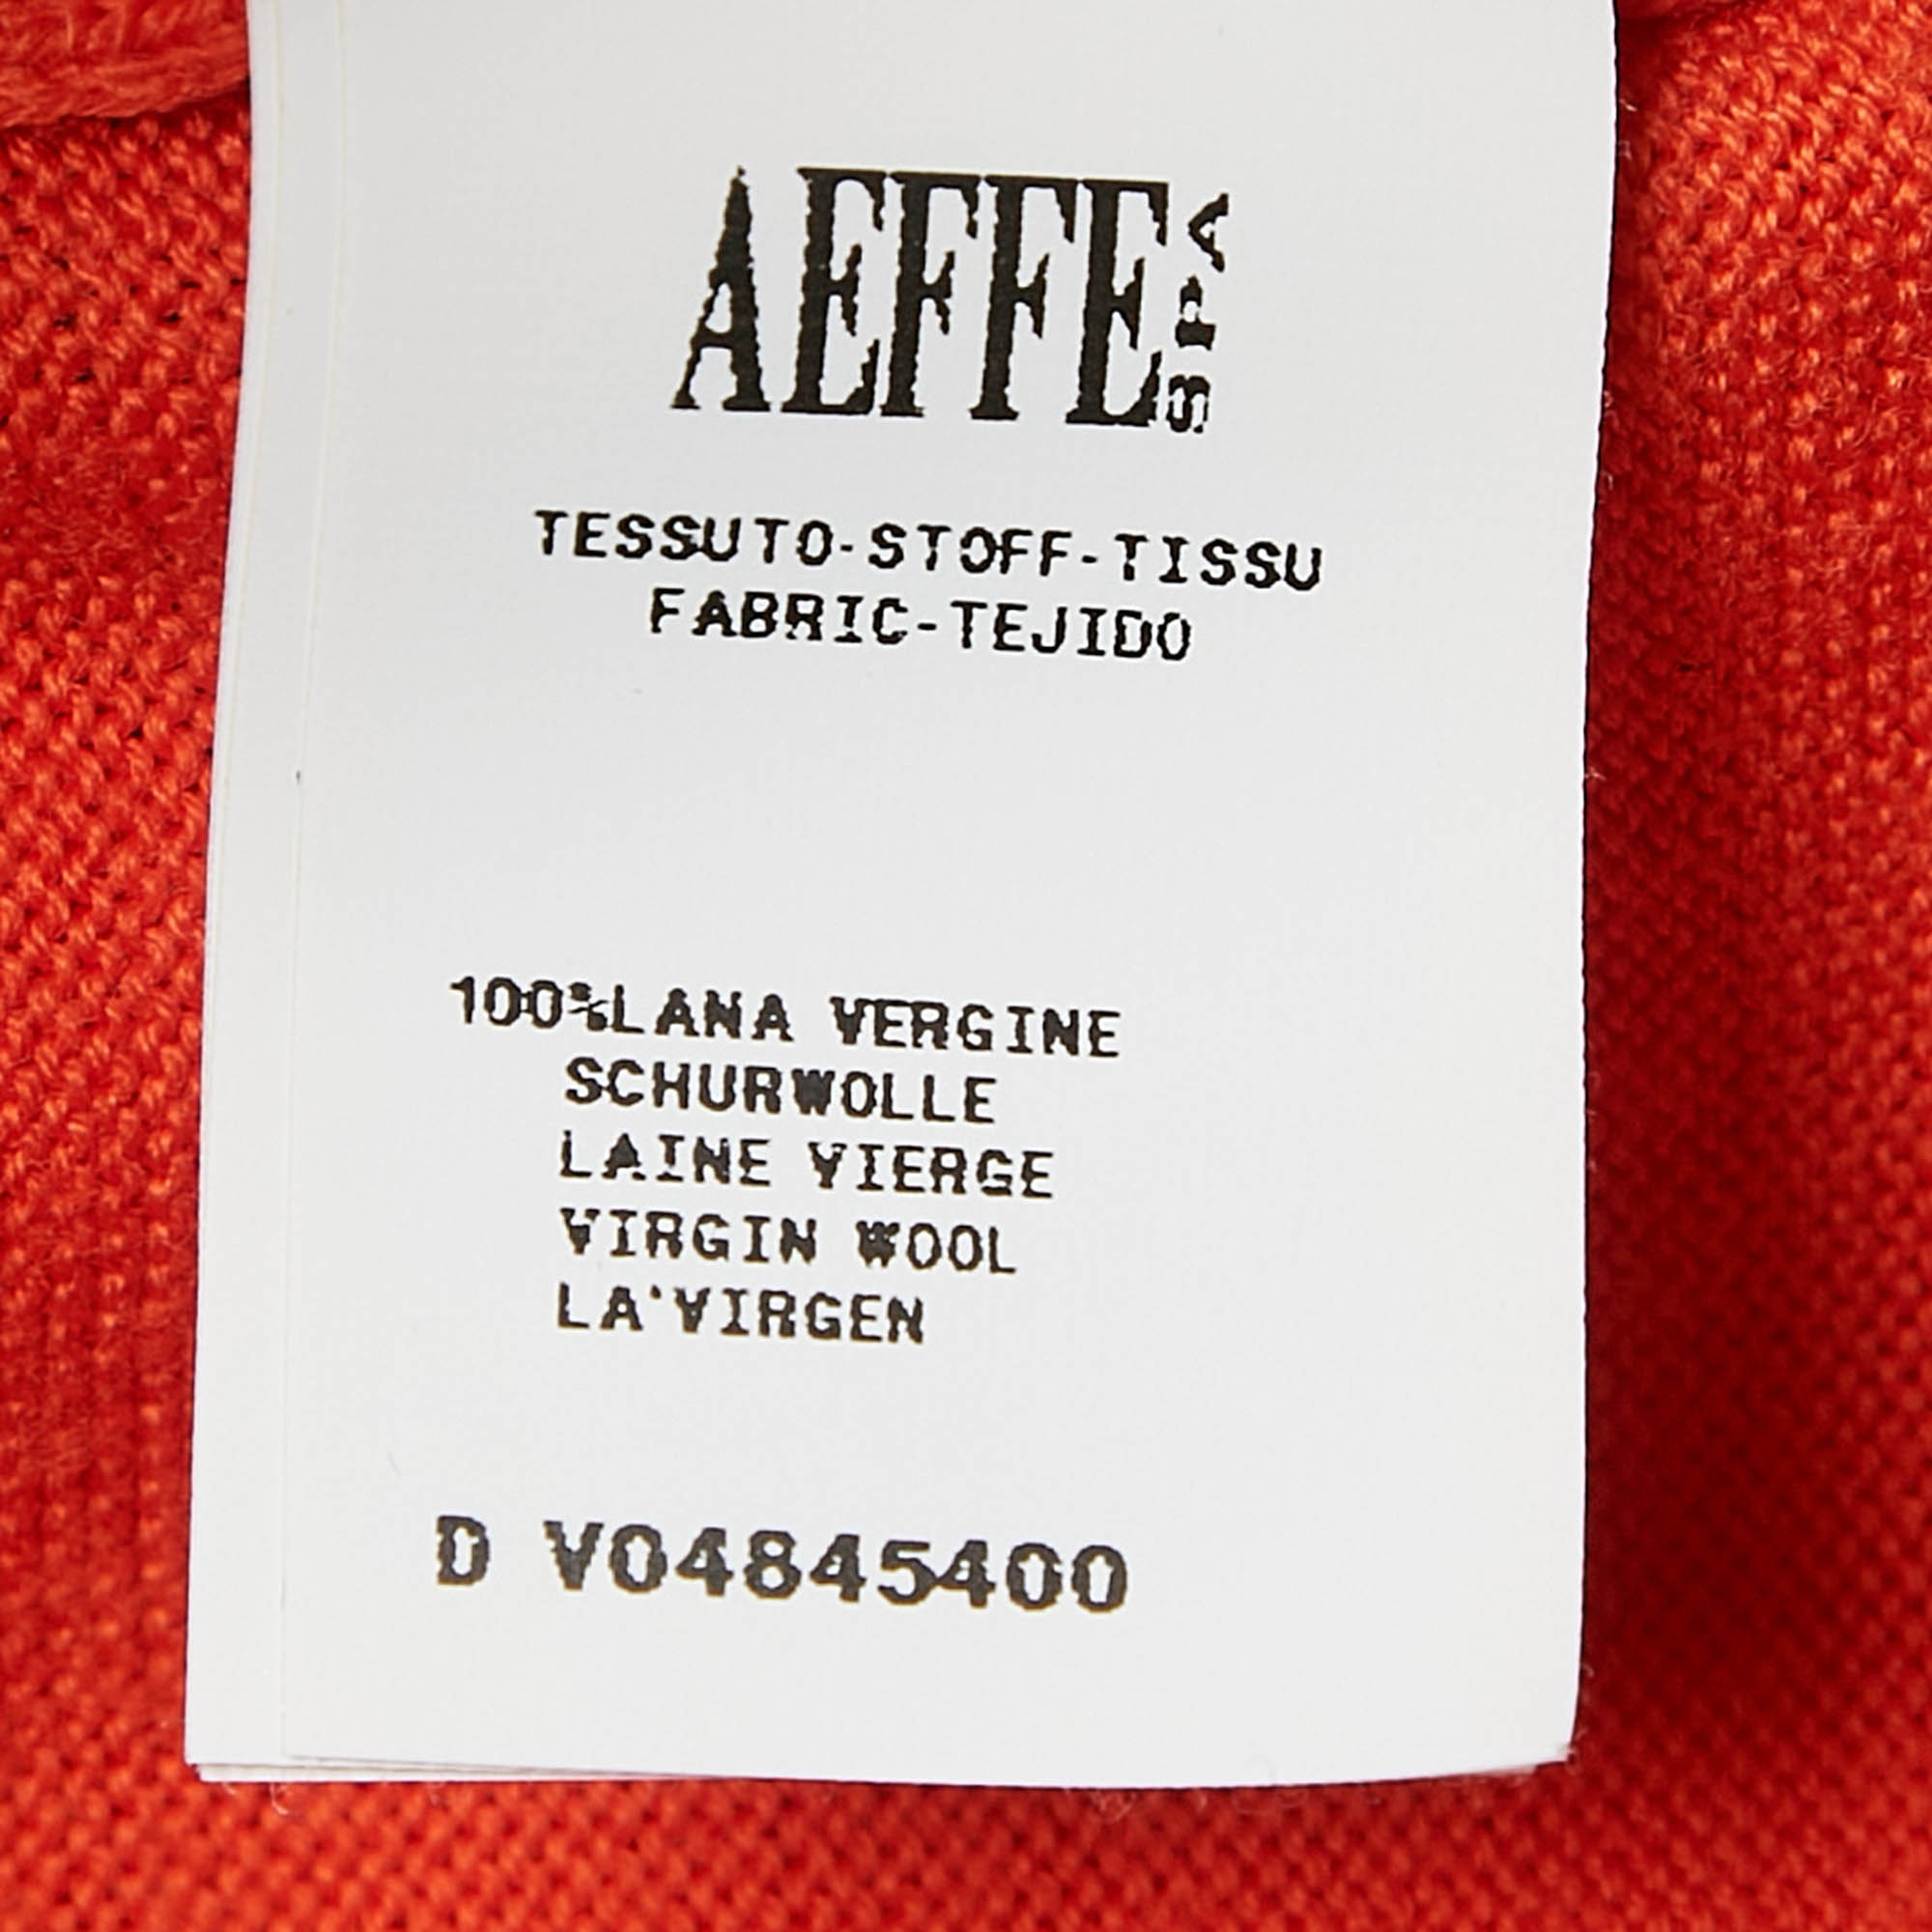 AEFFE SPA
TESSUTO-STOFF-TISSU
FABRIC-TEJIDO
100%LANA VERGINE
SCHURWOLLE
LAINE VIERGE
VIRGIN WOOL
LA'VIRGEN
D V04845400